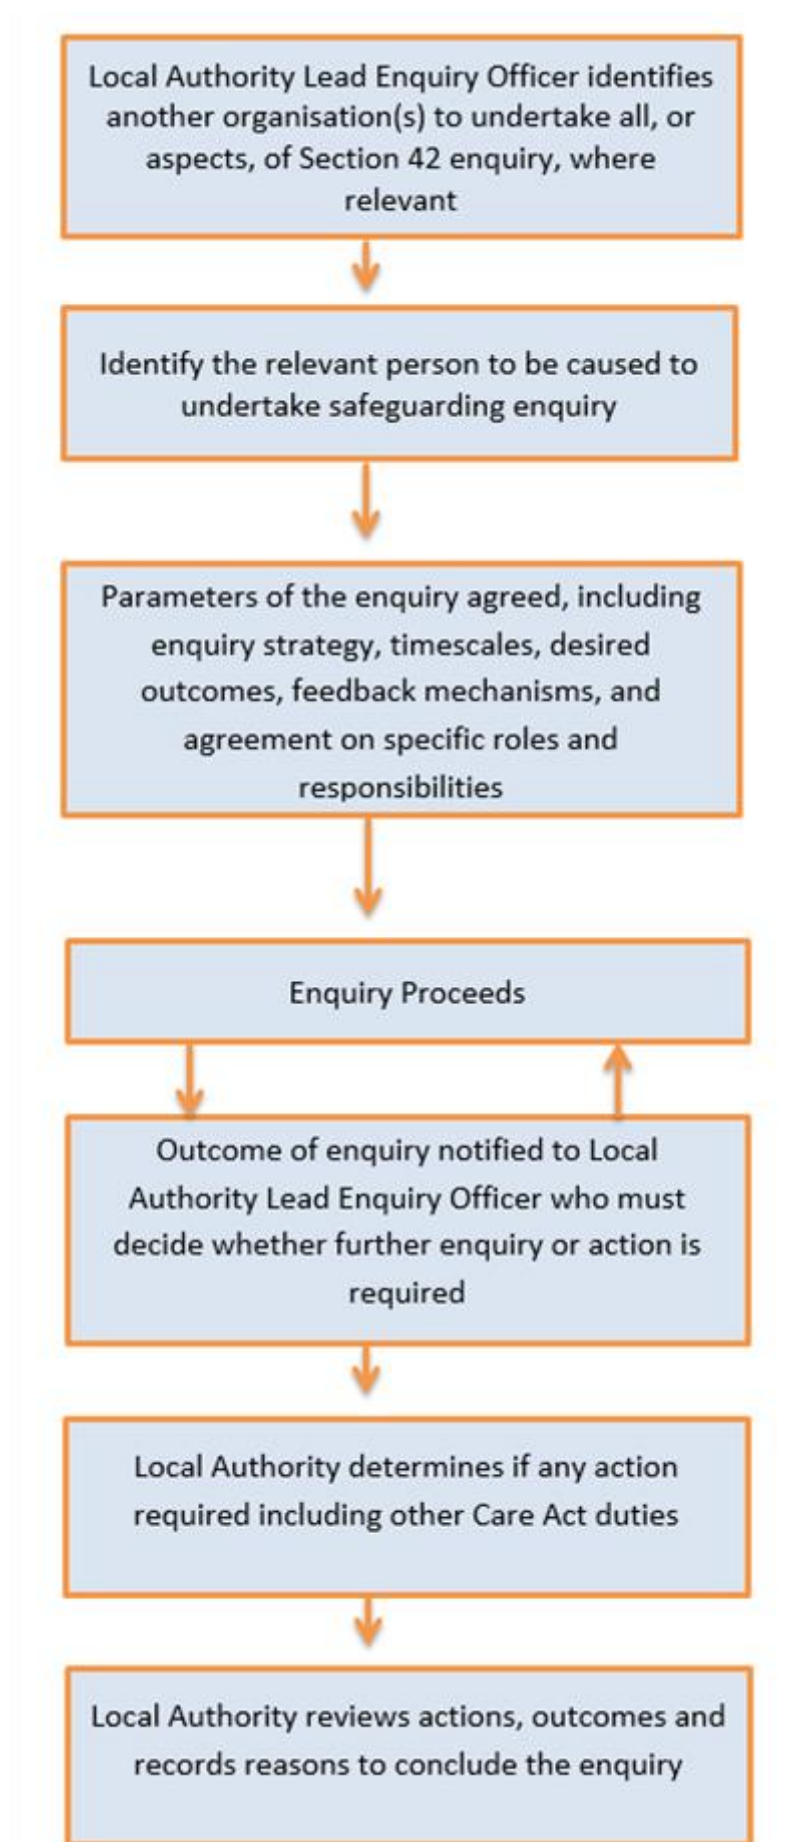 Local Authority Lead Enquiry Officer identifies
another organisation(s) to undertake all, or
aspects, of Section 42 enquiry, where
relevant
Identify the relevant person to be caused to
undertake safeguarding enquiry
Parameters of the enquiry agreed, including
enquiry strategy, timescales, desired
outcomes, feedback mechanisms, and
agreement on specific roles and
responsibilities
Enquiry Proceeds
Outcome of enquiry notified to Local
Authority Lead Enquiry Officer who must
decide whether further enquiry or action is
required
Local Authority determines if any action
required including other Care Act duties
Local Authority reviews actions, outcomes and
records reasons to conclude the enquiry